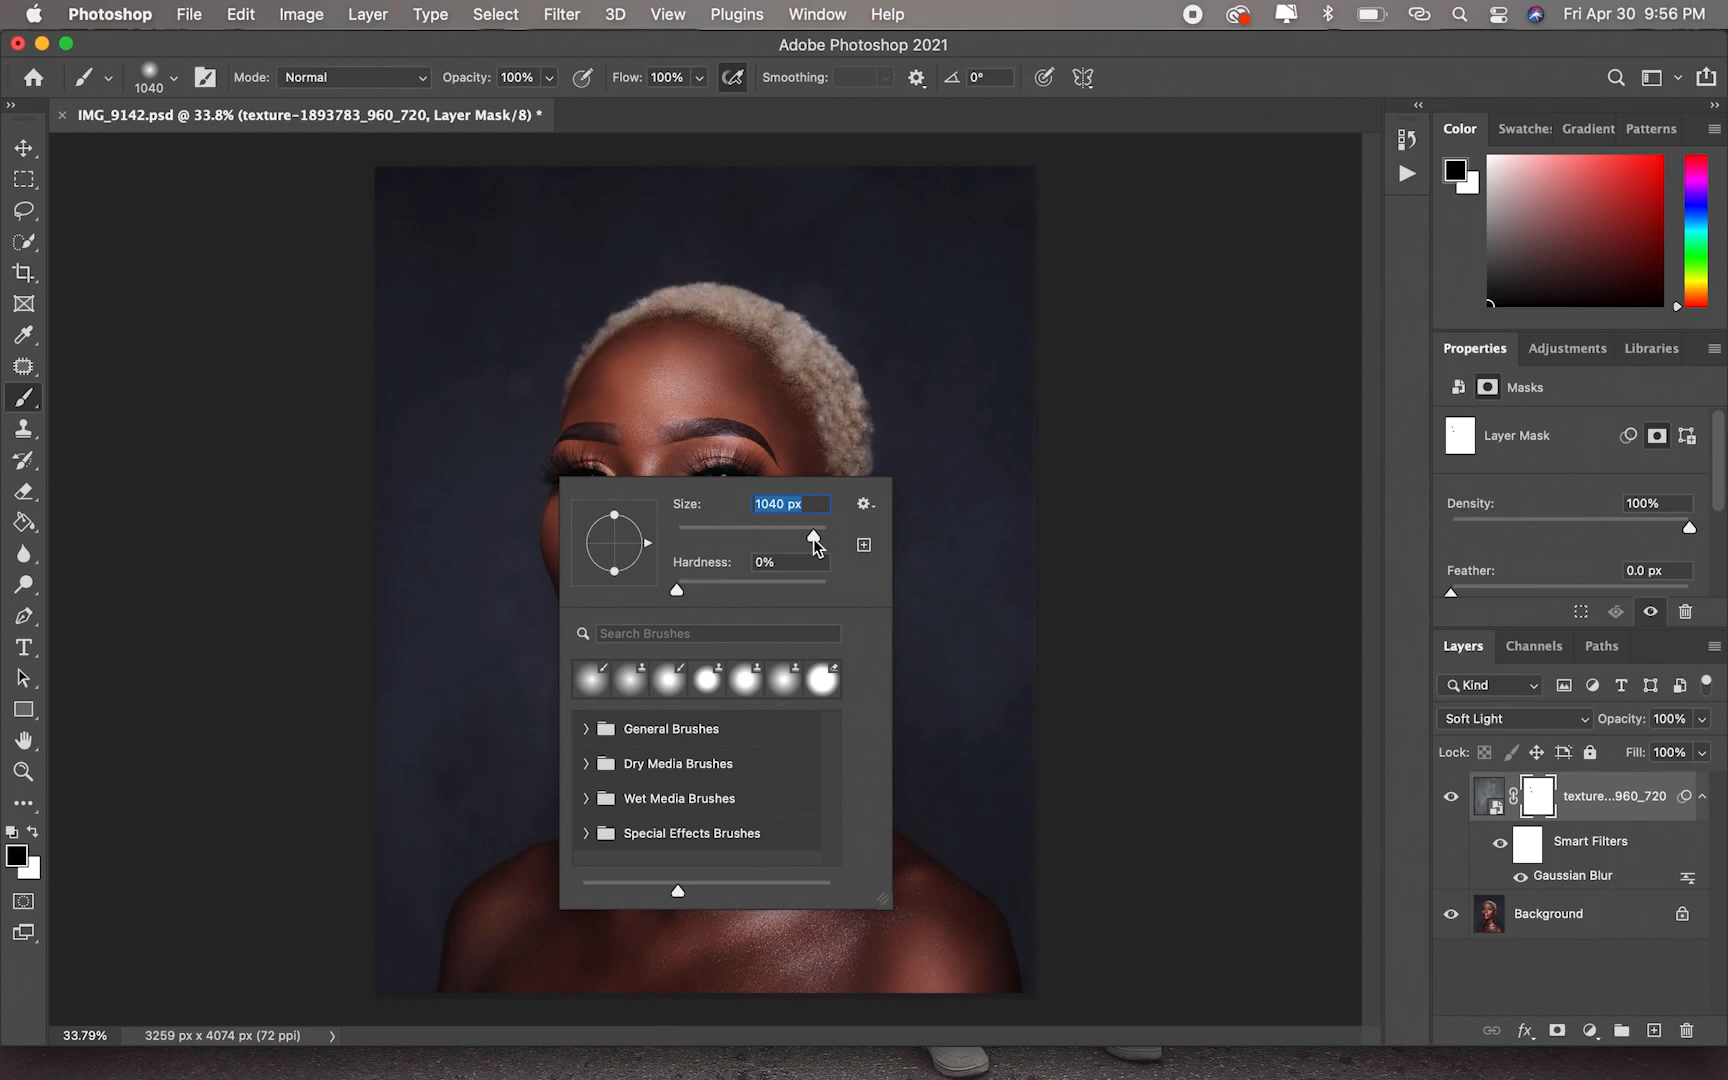 Photoshop File Edit Image Layer Type Select Filter 3D View Plugins Window Help Fri Apr 30 9:56 PM
Adobe Photoshop 2021
1040 Mode: Normal Opacity: 100% Flow: 100% Smoothing: 0°
IMG_9142.psd @ 33.8% (texture-1893783_960_720, Layer Mask/8) *
Color Swatche: Gradient Patterns
Properties Adjustments Libraries
Masks
Layer Mask
Density: 100%
Feather: 0.0 px
Size: 1040 px
Hardness: 0%
Search Brushes
General Brushes
Dry Media Brushes
Wet Media Brushes
Special Effects Brushes
Layers Channels Paths
Kind
Soft Light Opacity: 100%
Lock: Fill: 100%
texture...960_720
Smart Filters
Gaussian Blur
Background
33.79% 3259 px x 4074 px (72 ppi)